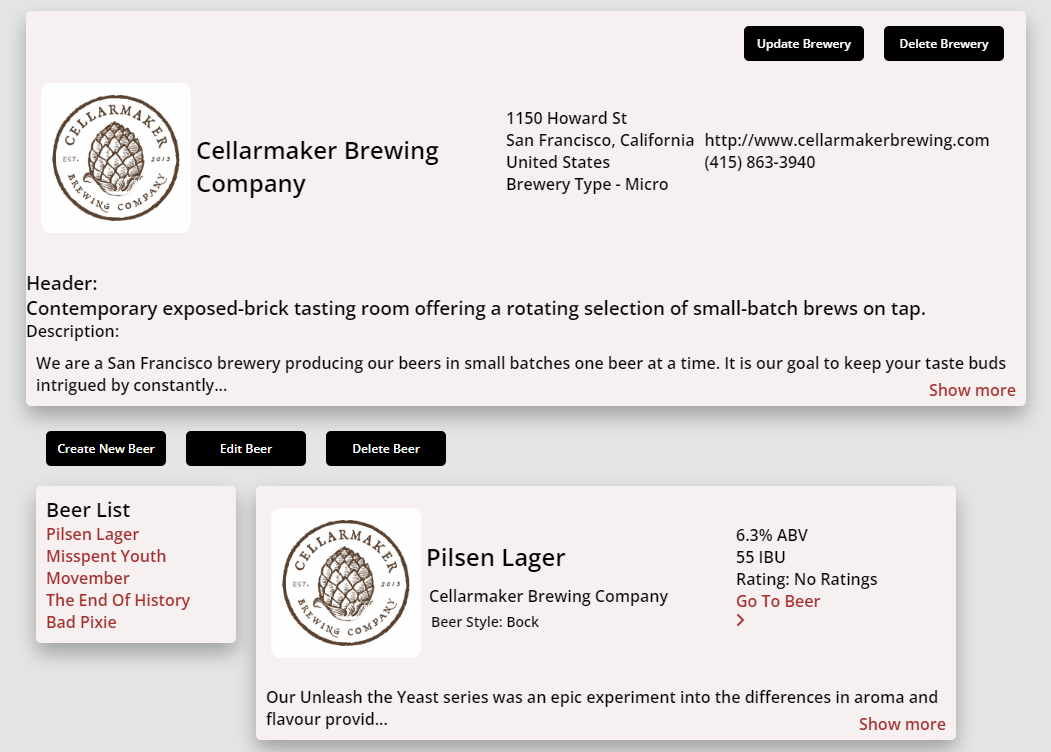 Update Brewery
Delete Brewery
CELLARMAKER
EST.
2013
BREWING COMPANY
Cellarmaker Brewing
Company
1150 Howard St
San Francisco, California
United States
Brewery Type - Micro
http://www.cellarmakerbrewing.com
(415) 863-3940
Header:
Contemporary exposed-brick tasting room offering a rotating selection of small-batch brews on tap.
Description:
We are a San Francisco brewery producing our beers in small batches one beer at a time. It is our goal to keep your taste buds
intrigued by constantly...
Show more
Create New Beer
Edit Beer
Delete Beer
Beer List
Pilsen Lager
Misspent Youth
Movember
The End Of History
Bad Pixie
CELLARMAKER
EST.
2013
BREWING COMPANY
Pilsen Lager
Cellarmaker Brewing Company
Beer Style: Bock
6.3% ABV
55 IBU
Rating: No Ratings
Go To Beer
Our Unleash the Yeast series was an epic experiment into the differences in aroma and
flavour provid...
Show more